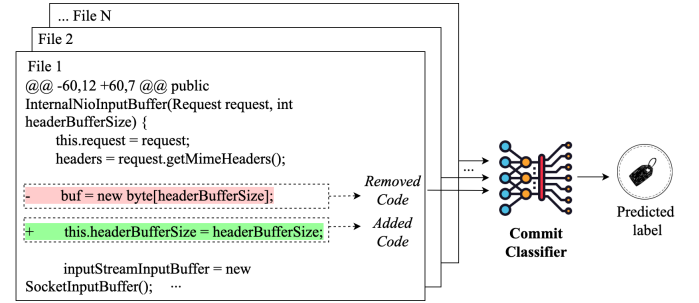 ... File N
File 2
File 1
@@ -60,12 +60,7 @@ public
InternalNioInputBuffer(Request request, int
headerBufferSize) {
this.request = request;
headers = request.getMimeHeaders();
- buf = new byte[headerBufferSize];
Removed
Code
+ this.headerBufferSize = headerBufferSize;
Added
Code
inputStreamInputBuffer = new
SocketInputBuffer(); ...
...
Commit
Classifier
Predicted
label